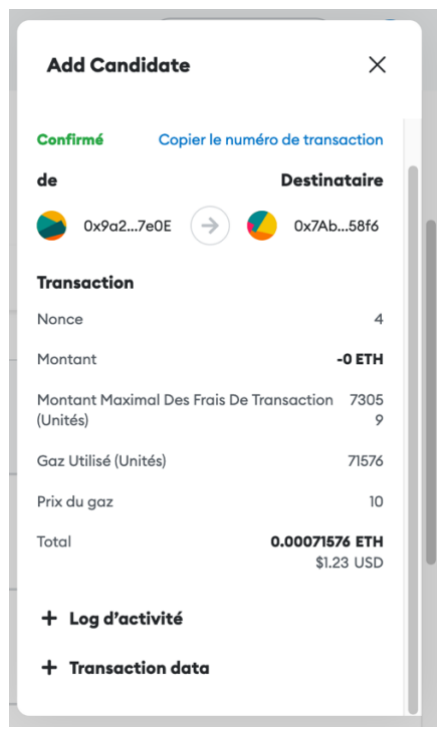 Add Candidate
Confirmé Copier le numéro de transaction
de Destinataire
0x9a2...7e0E 0x7Ab...58f6
Transaction
Nonce 4
Montant -0 ETH
Montant Maximal Des Frais De Transaction 7305
(Unités) 9
Gaz Utilisé (Unités) 71576
Prix du gaz 10
Total 0.00071576 ETH
$1.23 USD
+ Log d'activité
+ Transaction data